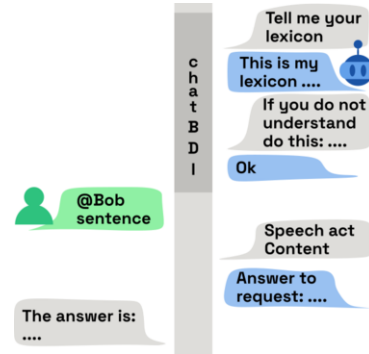 Tell me your
lexicon
This is my
lexicon ....
If you do not
understand
do this: ....
Ok
chatBDI
@Bob
sentence
Speech act
Content
Answer to
request: ....
The answer is:
....